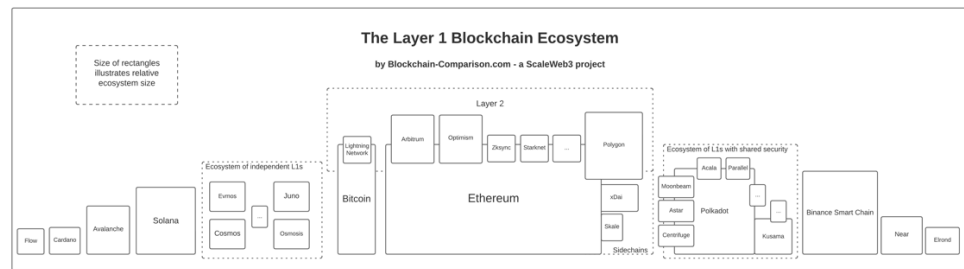 The Layer 1 Blockchain Ecosystem
by Blockchain-Comparison.com - a ScaleWeb3 project
Size of rectangles
illustrates relative
ecosystem size
Layer 2
Flow
Cardano
Avalanche
Solana
Ecosystem of independent L1s
Evmos
Juno
...
Cosmos
Osmosis
Lightning
Network
Bitcoin
Arbitrum
Optimism
Zksync
Starknet
...
Polygon
Ethereum
xDai
Skale
Sidechains
Ecosystem of L1s with shared security
Acala
Parallel
Moonbeam
...
Astar
Polkadot
...
Centrifuge
Kusama
Binance Smart Chain
Near
Elrond